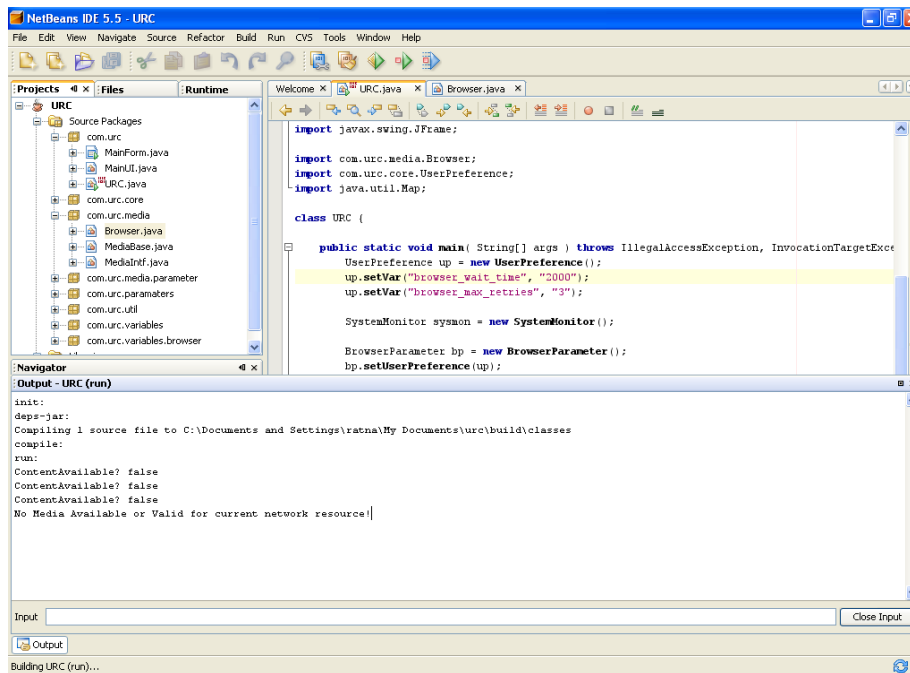 NetBeans IDE 5.5 - URC
File Edit View Navigate Source Refactor Build Run CVS Tools Window Help
Projects Files Runtime
URC
Source Packages
com.urc
MainForm.java
MainUI.java
URC.java
com.urc.core
com.urc.media
Browser.java
MediaBase.java
MediaIntf.java
com.urc.media.parameter
com.urc.paramaters
com.urc.util
com.urc.variables
com.urc.variables.browser
Navigator
Welcome URC.java Browser.java
import javax.swing.JFrame;
import com.urc.media.Browser;
import com.urc.core.UserPreference;
import java.util.Map;
class URC {
public static void main( String[] args ) throws IllegalAccessException, InvocationTargetExce
UserPreference up = new UserPreference();
up.setVar("browser_wait_time", "2000");
up.setVar("browser_max_retries", "3");
SystemMonitor sysmon = new SystemMonitor();
BrowserParameter bp = new BrowserParameter();
bp.setUserPreference(up);
Output - URC (run)
init:
deps-jar:
Compiling 1 source file to C:\Documents and Settings\ratna\My Documents\urc\build\classes
compile:
run:
ContentAvailable? false
ContentAvailable? false
ContentAvailable? false
No Media Available or Valid for current network resource!
Input
Close Input
Output
Building URC (run)...